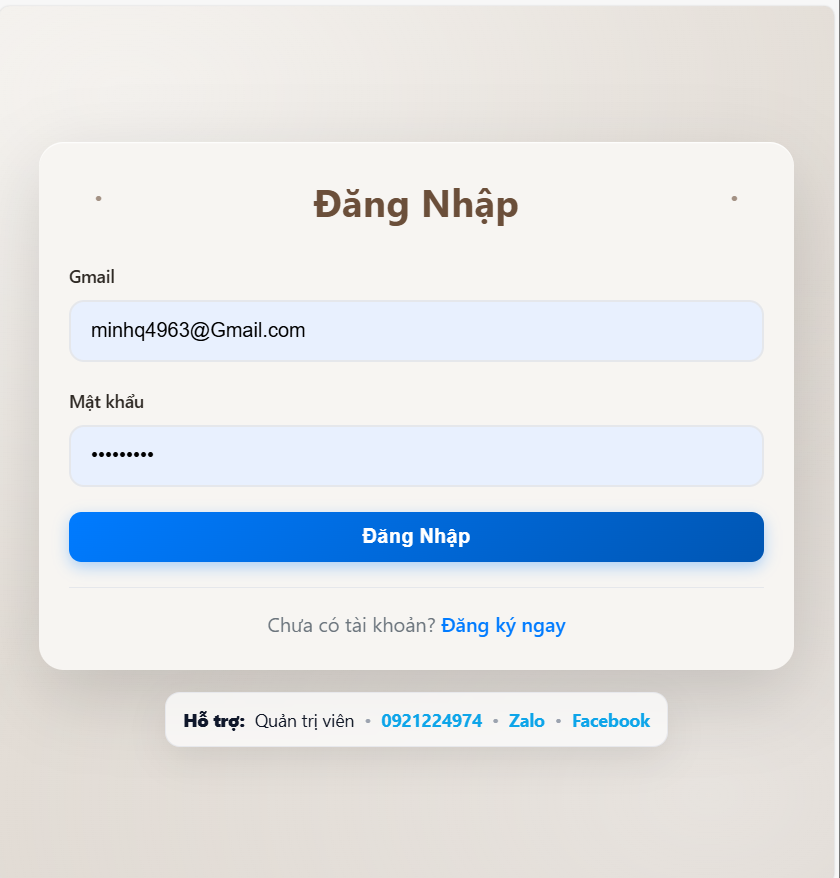 Đăng Nhập
Gmail
minhq4963@Gmail.com
Mật khẩu
•••••••••
Đăng Nhập
Chưa có tài khoản? Đăng ký ngay
Hỗ trợ: Quản trị viên • 0921224974 • Zalo • Facebook